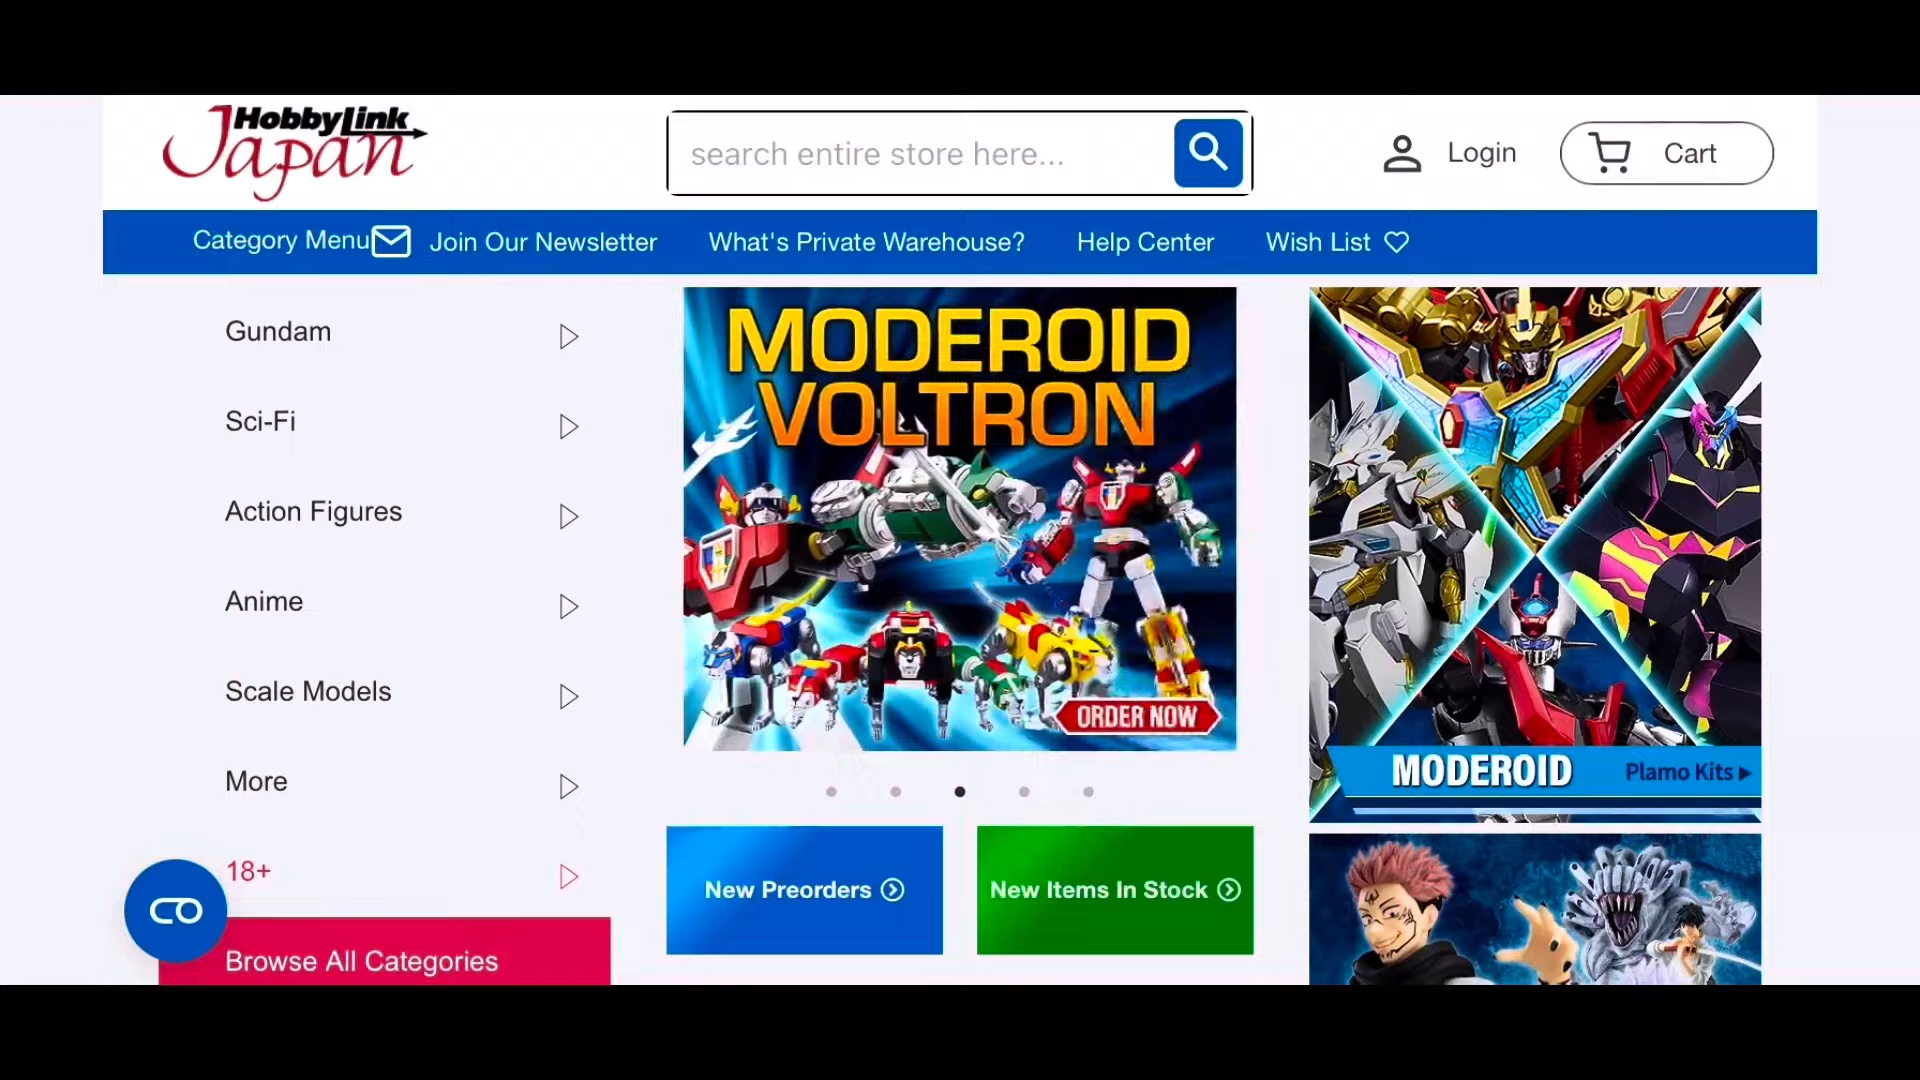 HobbyLink
Japan
search entire store here...
Login
Cart
Category Menu
Join Our Newsletter
What's Private Warehouse?
Help Center
Wish List
Gundam
Sci-Fi
Action Figures
Anime
Scale Models
More
18+
Browse All Categories
MODEROID
VOLTRON
ORDER NOW
New Preorders
New Items In Stock
MODEROID
Plamo Kits